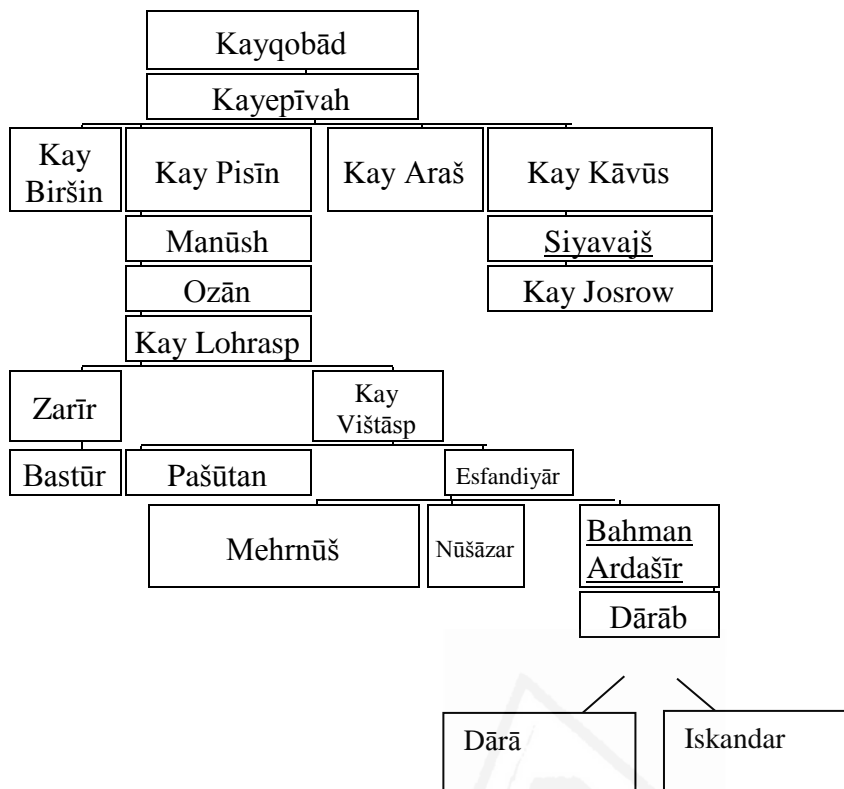 Kayqobād
Kayepīvah
Kay
Biršin
Kay Pisīn
Kay Araš
Kay Kāvūs
Manūsh
Siyavajš
Ozān
Kay Josrow
Kay Lohrasp
Zarīr
Kay
Vištāsp
Bastūr
Pašūtan
Esfandiyār
Mehrnūš
Nūšāzar
Bahman
Ardašīr
Dārāb
Dārā
Iskandar